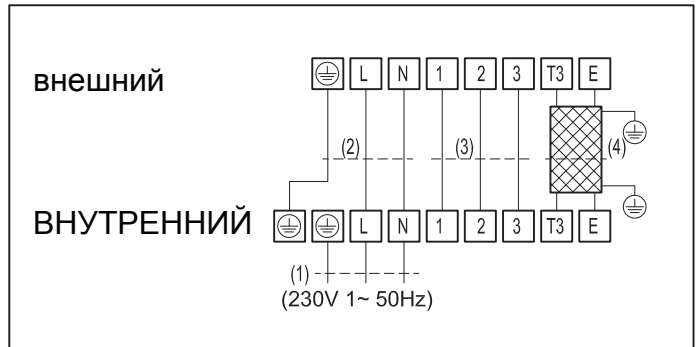 внешний
L N 1 2 3 T3 E
(2) (3) (4)
ВНУТРЕННИЙ
L N 1 2 3 T3 E
(1)
(230V 1~ 50Hz)